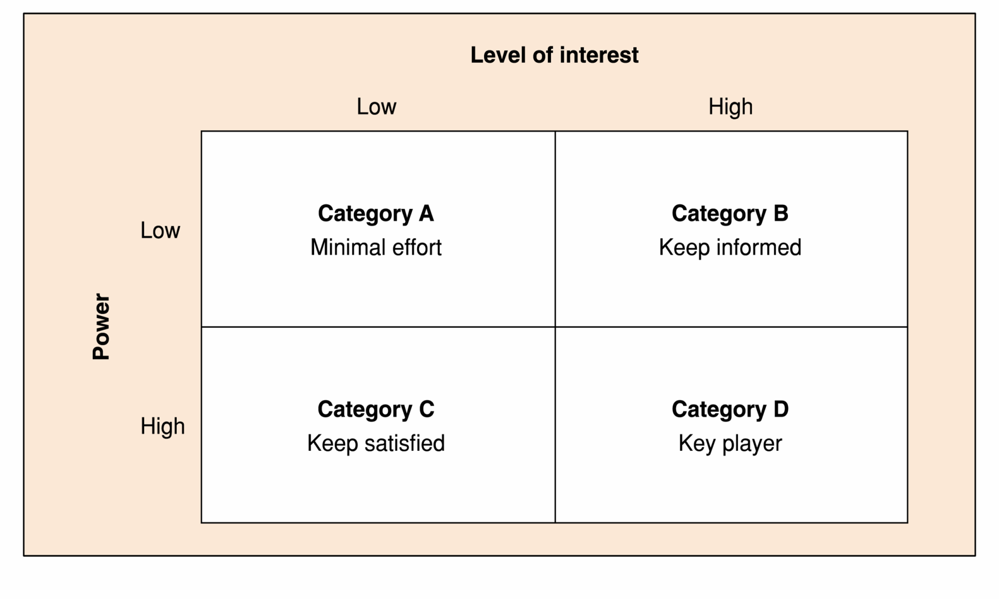 Level of interest
Low
High
Power
Low
Category A
Minimal effort
Category B
Keep informed
High
Category C
Keep satisfied
Category D
Key player